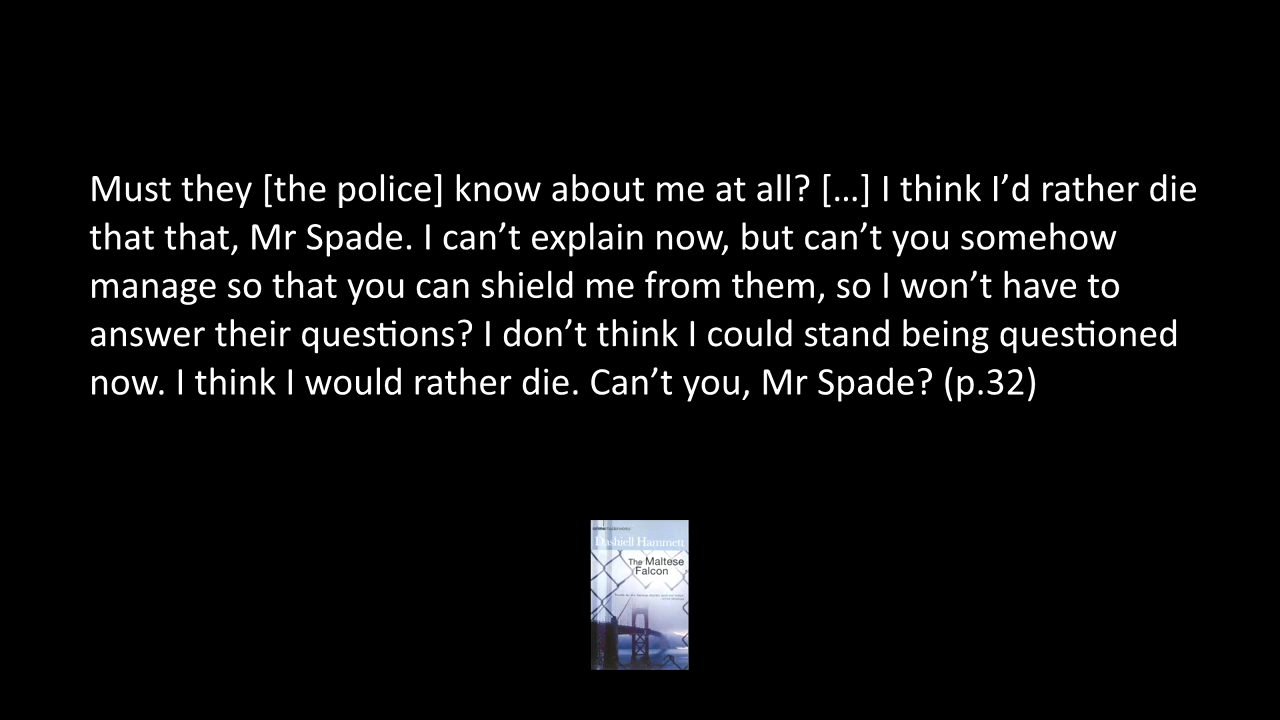 Must they [the police] know about me at all? […] I think I’d rather die
that that, Mr Spade. I can’t explain now, but can’t you somehow
manage so that you can shield me from them, so I won’t have to
answer their questions? I don’t think I could stand being questioned
now. I think I would rather die. Can’t you, Mr Spade? (p.32)
Dashiell Hammett
The Maltese
Falcon